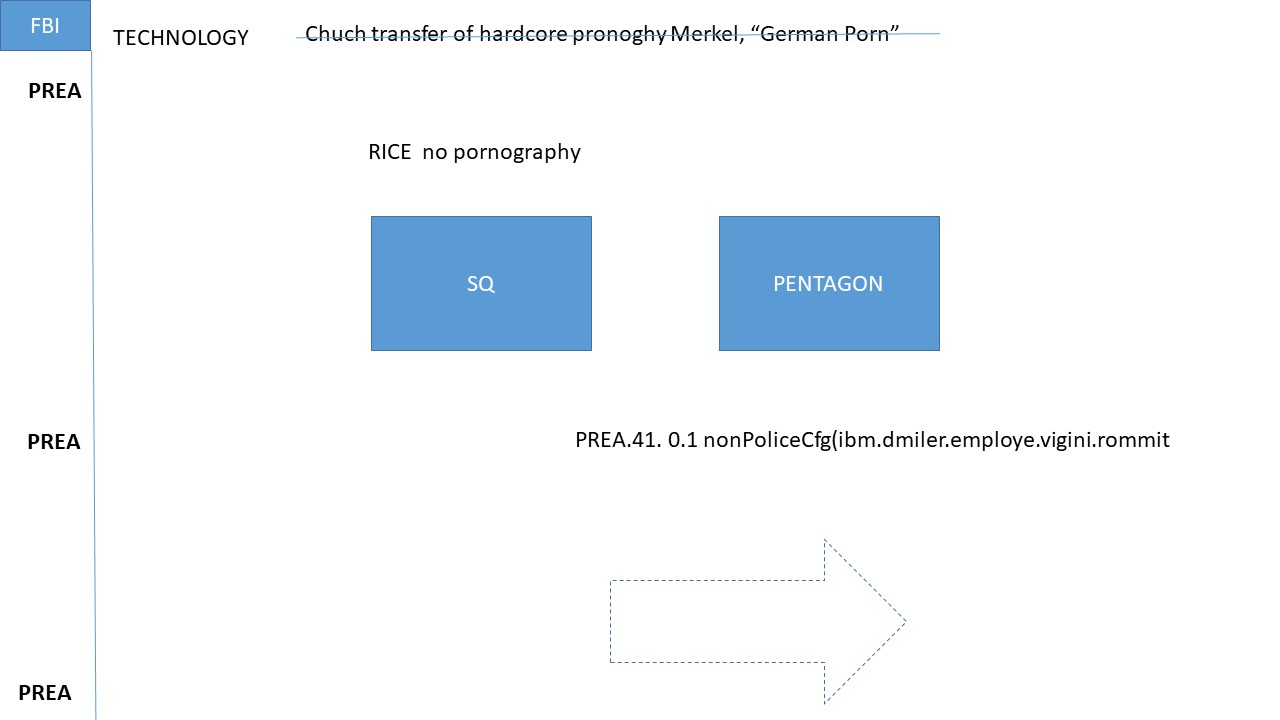 FBI
TECHNOLOGY
Chuch transfer of hardcore pronoghy Merkel, “German Porn”
PREA
RICE  no pornography
SQ
PENTAGON
PREA
PREA.41. 0.1 nonPoliceCfg(ibm.dmiler.employe.vigini.rommit
PREA